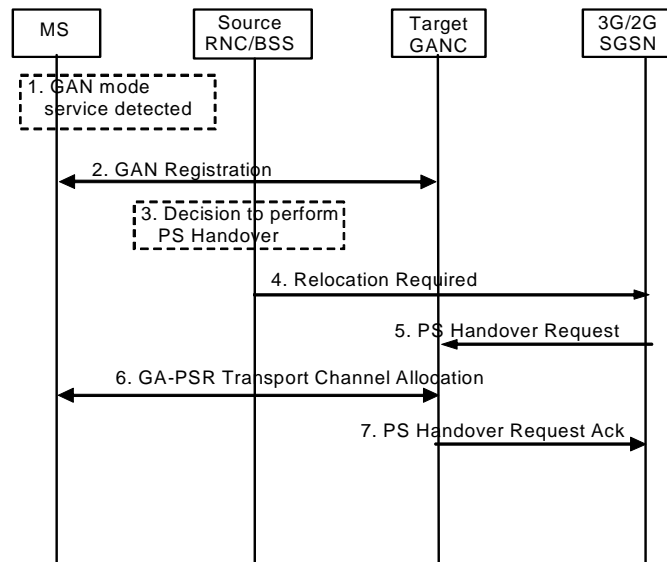 MS
Source
RNC/BSS
Target
GANC
3G/2G
SGSN
1. GAN mode
service detected
2. GAN Registration
3. Decision to perform
PS Handover
4. Relocation Required
5. PS Handover Request
6. GA-PSR Transport Channel Allocation
7. PS Handover Request Ack